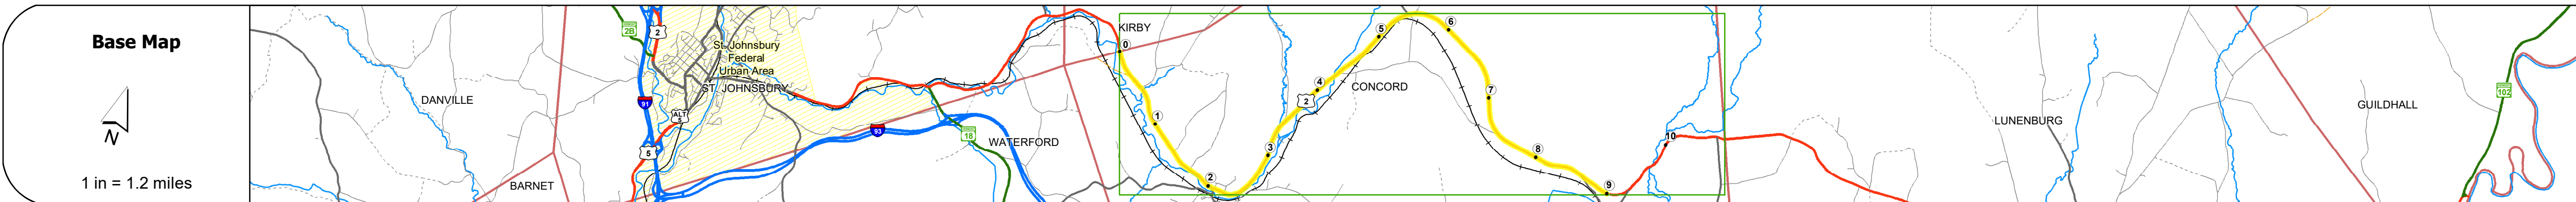 Base Map
N
1 in = 1.2 miles
2B
2
St. Johnsbury
Federal
Urban Area
ST. JOHNSBURY
DANVILLE
91
ALT
5
5
BARNET
93
18
WATERFORD
KIRBY
0
1
2
3
4
5
6
7
8
9
10
2
CONCORD
LUNENBURG
GUILDHALL
102